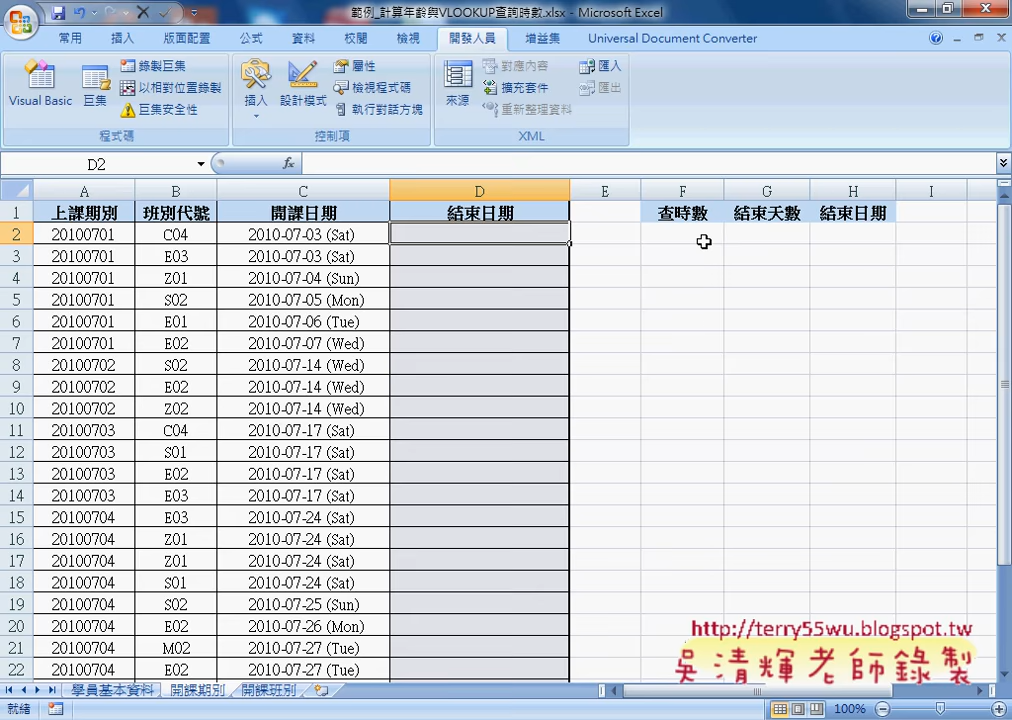 範例_計算年齡與VLOOKUP查詢時數.xlsx - Microsoft Excel
常用 插入 版面配置 公式 資料 校閱 檢視 開發人員 增益集 Universal Document Converter
Visual Basic 巨集 錄製巨集 以相對位置錄製 巨集安全性 程式碼
插入 設計模式 屬性 檢視程式碼 執行對話方塊 控制項
來源 對應內容 擴充套件 重新整理資料 匯入 匯出 XML
D2 fx
A B C D E F G H I
1 上課期別 班別代號 開課日期 結束日期 查時數 結束天數 結束日期
2 20100701 C04 2010-07-03 (Sat)
3 20100701 E03 2010-07-03 (Sat)
4 20100701 Z01 2010-07-04 (Sun)
5 20100701 S02 2010-07-05 (Mon)
6 20100701 E01 2010-07-06 (Tue)
7 20100701 E02 2010-07-07 (Wed)
8 20100702 S02 2010-07-14 (Wed)
9 20100702 E02 2010-07-14 (Wed)
10 20100702 Z02 2010-07-14 (Wed)
11 20100703 C04 2010-07-17 (Sat)
12 20100703 S01 2010-07-17 (Sat)
13 20100703 E02 2010-07-17 (Sat)
14 20100703 E03 2010-07-17 (Sat)
15 20100704 E03 2010-07-24 (Sat)
16 20100704 Z01 2010-07-24 (Sat)
17 20100704 Z01 2010-07-24 (Sat)
18 20100704 S01 2010-07-24 (Sat)
19 20100704 S02 2010-07-25 (Sun)
20 20100704 E02 2010-07-26 (Mon)
21 20100704 M02 2010-07-27 (Tue)
22 20100704 E02 2010-07-27 (Tue)
http://terry55wu.blogspot.tw
吳清輝老師錄製
學員基本資料 開課期別 開課班別
就緒 100%